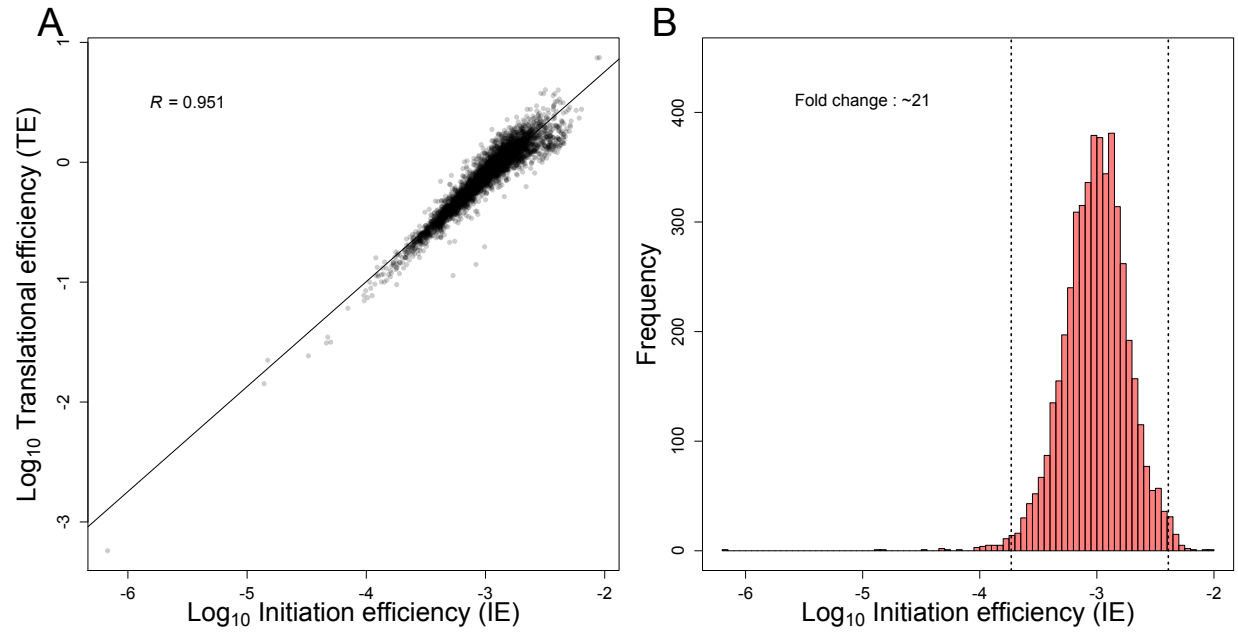 A
B
R = 0.951
Fold change : ~21
Log10 Translational efficiency (TE)
1
0
-1
-2
-3
-6
-5
-4
-3
-2
Log10 Initiation efficiency (IE)
Frequency
400
300
200
100
0
-6
-5
-4
-3
-2
Log10 Initiation efficiency (IE)